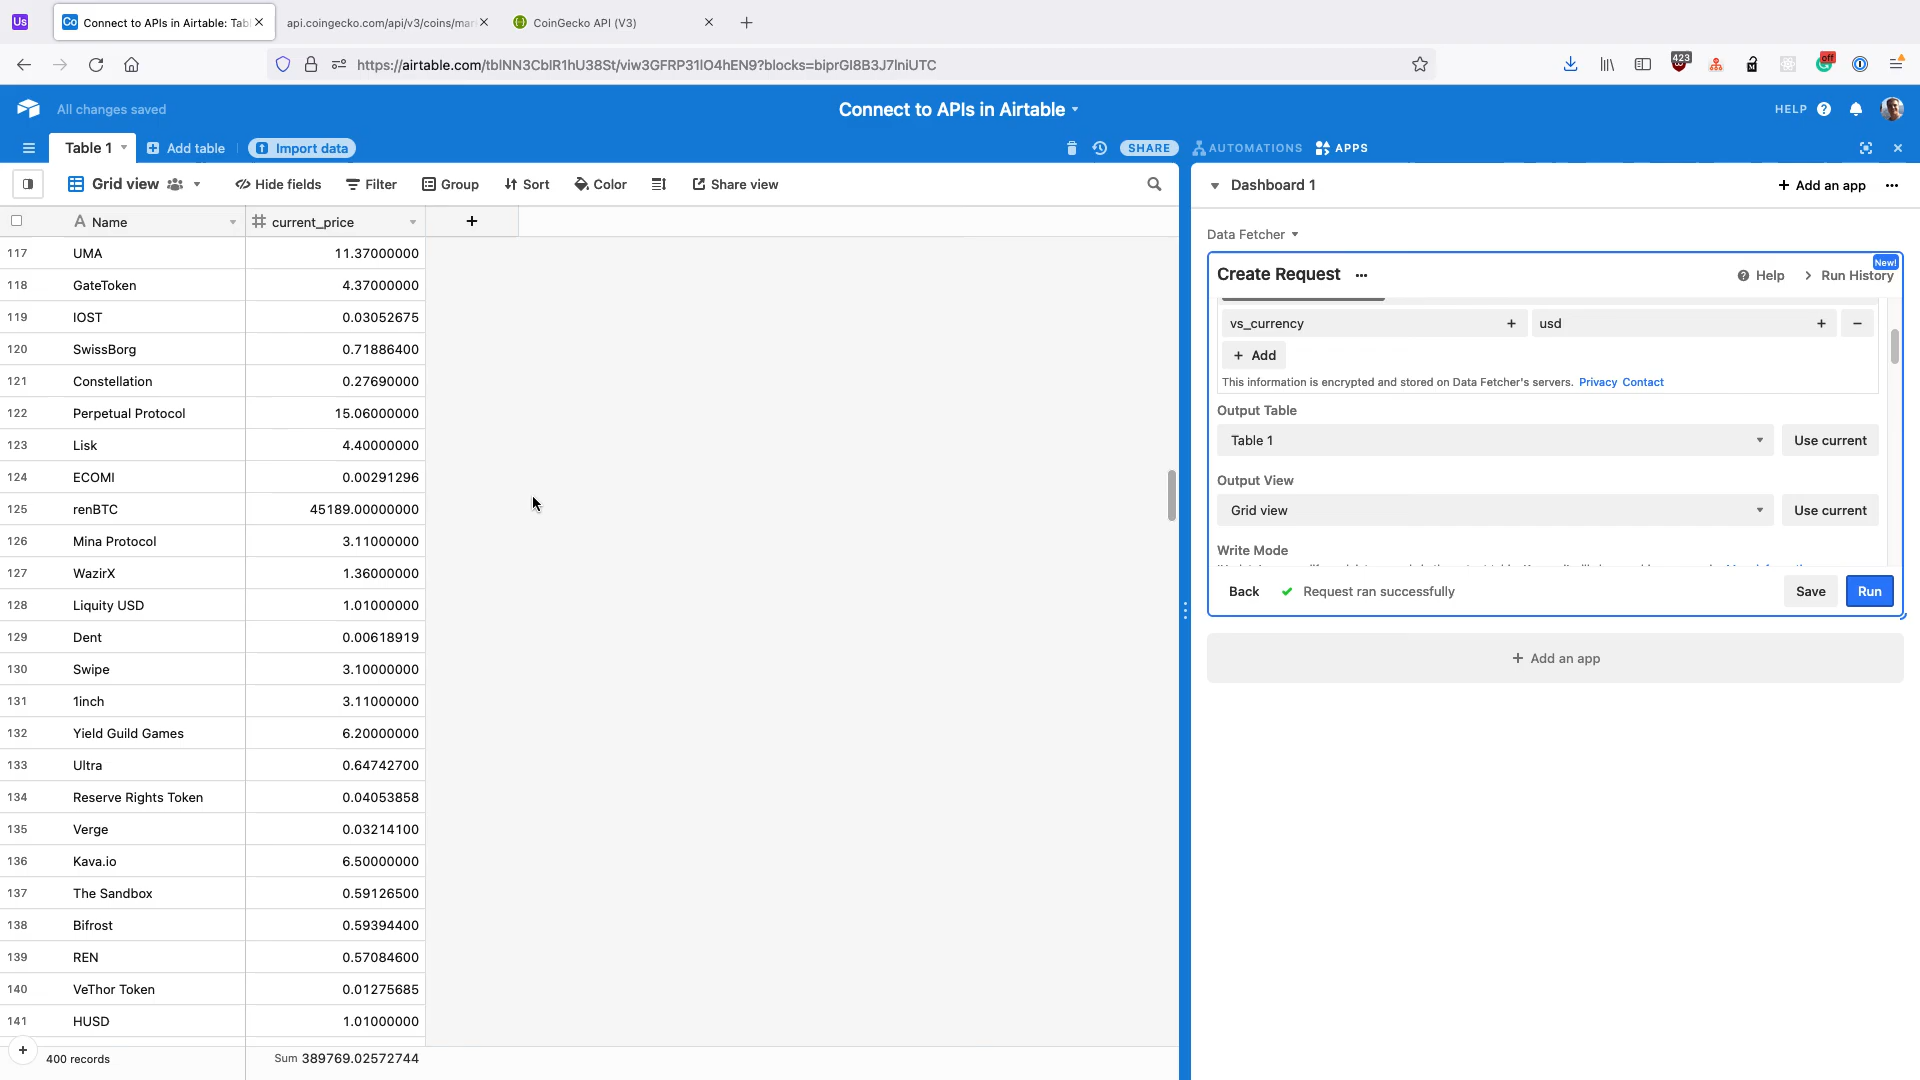 Us
Co Connect to APIs in Airtable: Tabl
api.coingecko.com/api/v3/coins/mar
CoinGecko API (V3)
https://airtable.com/tblNN3CblR1hU38St/viw3GFRP31IO4hEN9?blocks=biprGI8B3J7lniUTC
423
off
All changes saved
Connect to APIs in Airtable
HELP
Table 1
Add table
Import data
SHARE
AUTOMATIONS
APPS
Grid view
Hide fields
Filter
Group
Sort
Color
Share view
Dashboard 1
+ Add an app
Name
current_price
+
117 UMA 11.37000000
118 GateToken 4.37000000
119 IOST 0.03052675
120 SwissBorg 0.71886400
121 Constellation 0.27690000
122 Perpetual Protocol 15.06000000
123 Lisk 4.40000000
124 ECOMI 0.00291296
125 renBTC 45189.00000000
126 Mina Protocol 3.11000000
127 WazirX 1.36000000
128 Liquity USD 1.01000000
129 Dent 0.00618919
130 Swipe 3.10000000
131 1inch 3.11000000
132 Yield Guild Games 6.20000000
133 Ultra 0.64742700
134 Reserve Rights Token 0.04053858
135 Verge 0.03214100
136 Kava.io 6.50000000
137 The Sandbox 0.59126500
138 Bifrost 0.59394400
139 REN 0.57084600
140 VeThor Token 0.01275685
141 HUSD 1.01000000
+
400 records
Sum 389769.02572744
Data Fetcher
New!
Create Request
Help
Run History
vs_currency + usd + −
+ Add
This information is encrypted and stored on Data Fetcher's servers. Privacy Contact
Output Table
Table 1
Use current
Output View
Grid view
Use current
Write Mode
Back
Request ran successfully
Save
Run
+ Add an app